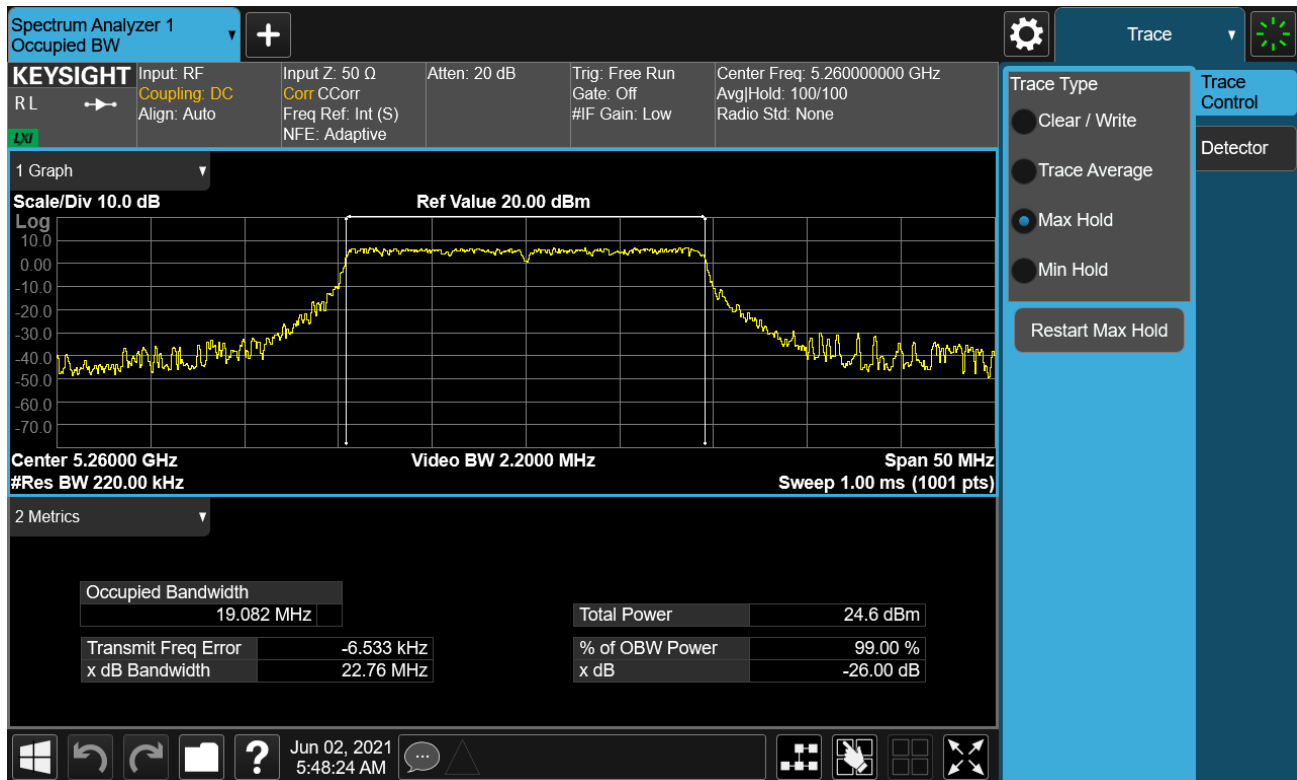 Spectrum Analyzer 1
Occupied BW
+
Trace
KEYSIGHT
R L
LXI
Input: RF
Coupling: DC
Align: Auto
Input Z: 50 Ω
Corr CCorr
Freq Ref: Int (S)
NFE: Adaptive
Atten: 20 dB
Trig: Free Run
Gate: Off
#IF Gain: Low
Center Freq: 5.260000000 GHz
Avg|Hold: 100/100
Radio Std: None
Trace Type
Clear / Write
Trace Average
Max Hold
Min Hold
Restart Max Hold
Trace
Control
Detector
1 Graph
Scale/Div 10.0 dB
Ref Value 20.00 dBm
Log
10.0
0.00
-10.0
-20.0
-30.0
-40.0
-50.0
-60.0
-70.0
Center 5.26000 GHz
Video BW 2.2000 MHz
Span 50 MHz
#Res BW 220.00 kHz
Sweep 1.00 ms (1001 pts)
2 Metrics
Occupied Bandwidth
19.082 MHz
Total Power 24.6 dBm
Transmit Freq Error -6.533 kHz
% of OBW Power 99.00 %
x dB Bandwidth 22.76 MHz
x dB -26.00 dB
?
Jun 02, 2021
5:48:24 AM